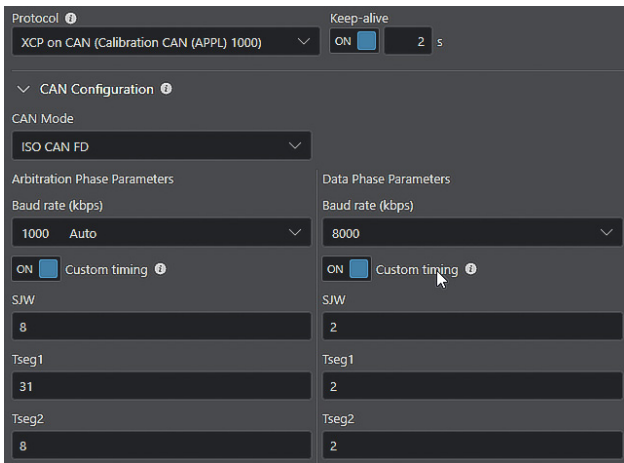 Protocol
Keep-alive
XCP on CAN (Calibration CAN (APPL) 1000)
ON
2 s
CAN Configuration
CAN Mode
ISO CAN FD
Arbitration Phase Parameters
Data Phase Parameters
Baud rate (kbps)
Baud rate (kbps)
1000 Auto
8000
ON Custom timing
ON Custom timing
SJW
SJW
8
2
Tseg1
Tseg1
31
2
Tseg2
Tseg2
8
2